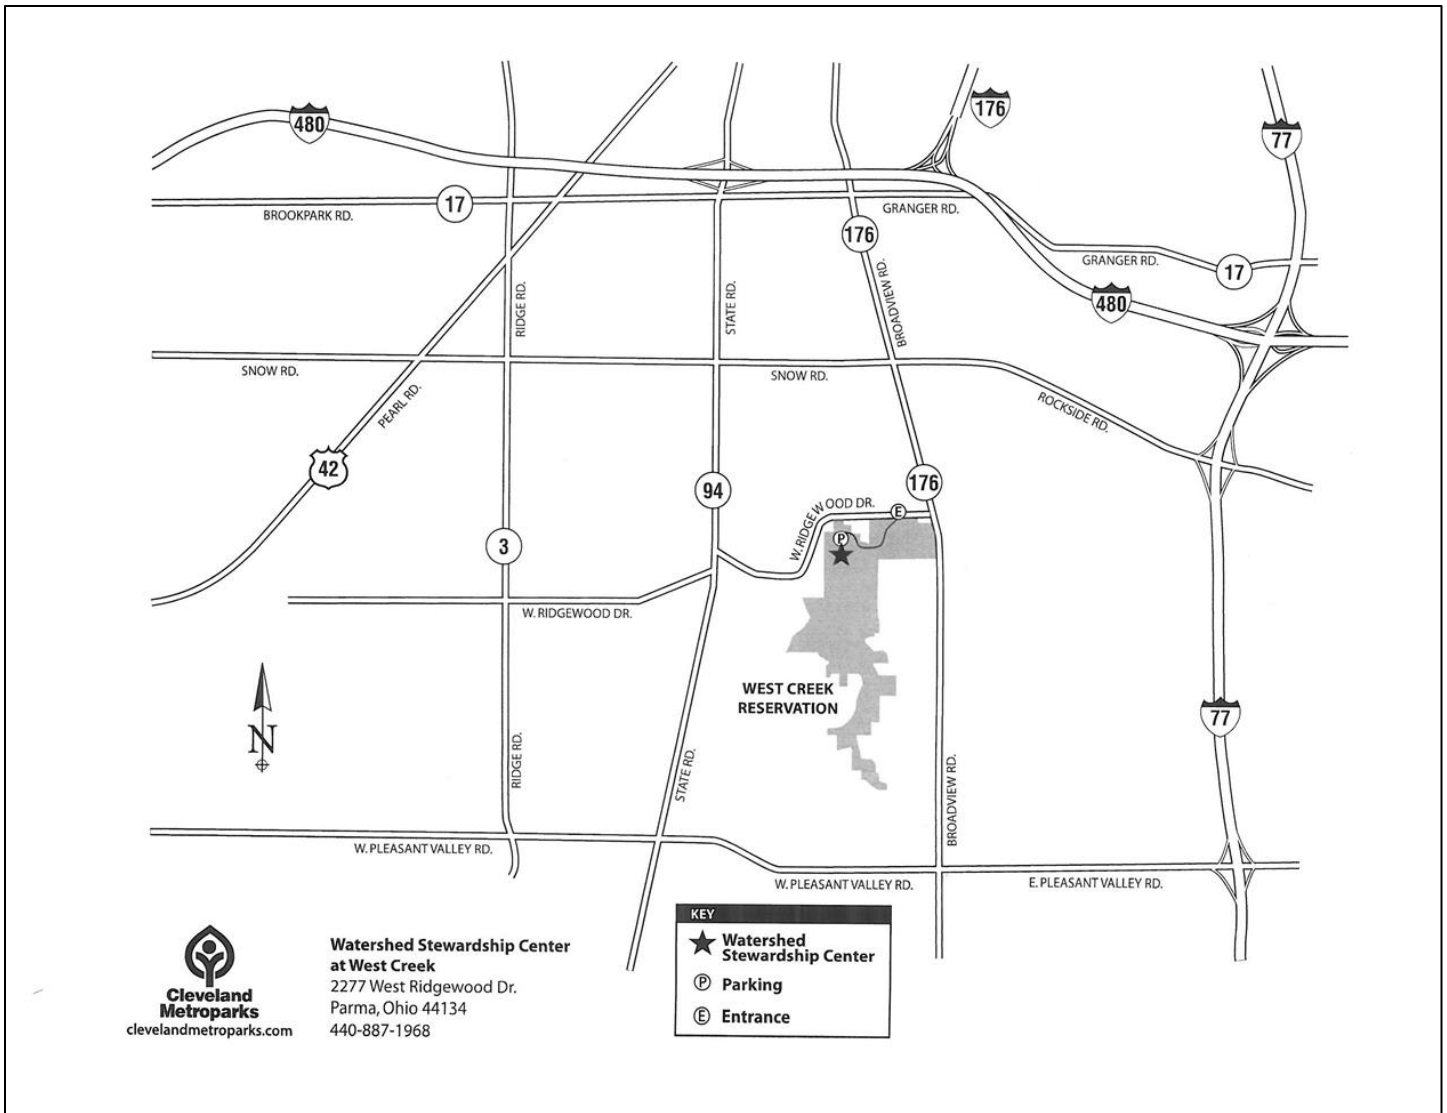 480
176
77
17
BROOKPARK RD.
GRANGER RD.
176
GRANGER RD.
17
480
RIDGE RD.
STATE RD.
BROADVIEW RD.
SNOW RD.
SNOW RD.
PEARL RD.
ROCKSIDE RD.
42
94
176
W. RIDGEWOOD DR.
E
P
3
W. RIDGEWOOD DR.
WEST CREEK
RESERVATION
77
N
RIDGE RD.
STATE RD.
BROADVIEW RD.
W. PLEASANT VALLEY RD.
W. PLEASANT VALLEY RD.
E. PLEASANT VALLEY RD.
Cleveland
Metroparks
clevelandmetroparks.com
Watershed Stewardship Center
at West Creek
2277 West Ridgewood Dr.
Parma, Ohio 44134
440-887-1968
KEY
Watershed
Stewardship Center
P Parking
E Entrance